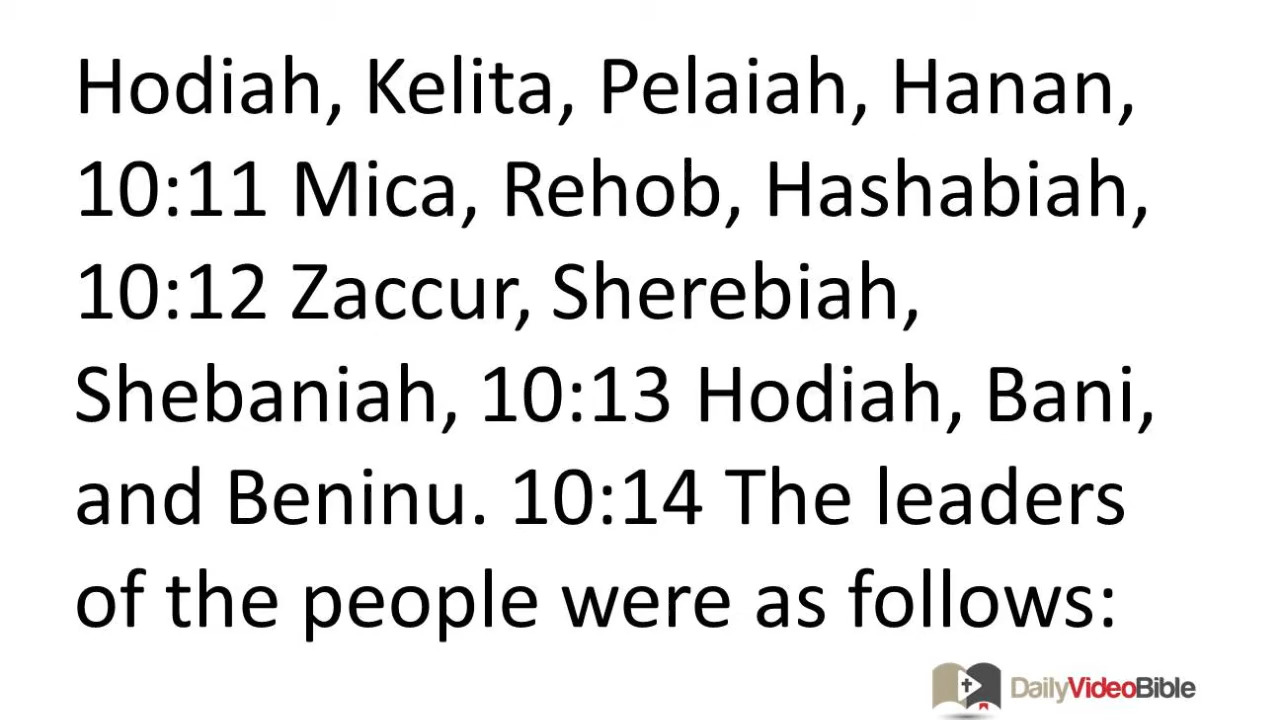 Hodiah, Kelita, Pelaiah, Hanan,
10:11 Mica, Rehob, Hashabiah,
10:12 Zaccur, Sherebiah,
Shebaniah, 10:13 Hodiah, Bani,
and Beninu. 10:14 The leaders
of the people were as follows:
DailyVideoBible